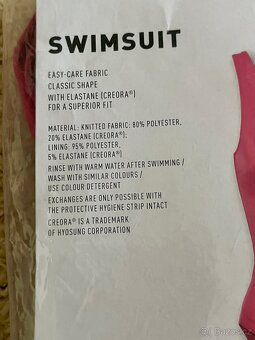 SWIMSUIT
EASY-CARE FABRIC
CLASSIC SHAPE
WITH ELASTANE (CREORA®)
FOR A SUPERIOR FIT
MATERIAL: KNITTED FABRIC: 80% POLYESTER,
20% ELASTANE (CREORA®);
LINING: 95% POLYESTER,
5% ELASTANE (CREORA®)
RINSE WITH WARM WATER AFTER SWIMMING /
WASH WITH SIMILAR COLOURS /
USE COLOUR DETERGENT
EXCHANGES ARE ONLY POSSIBLE WITH
THE PROTECTIVE HYGIENE STRIP INTACT
CREORA® IS A TRADEMARK
OF HYOSUNG CORPORATION